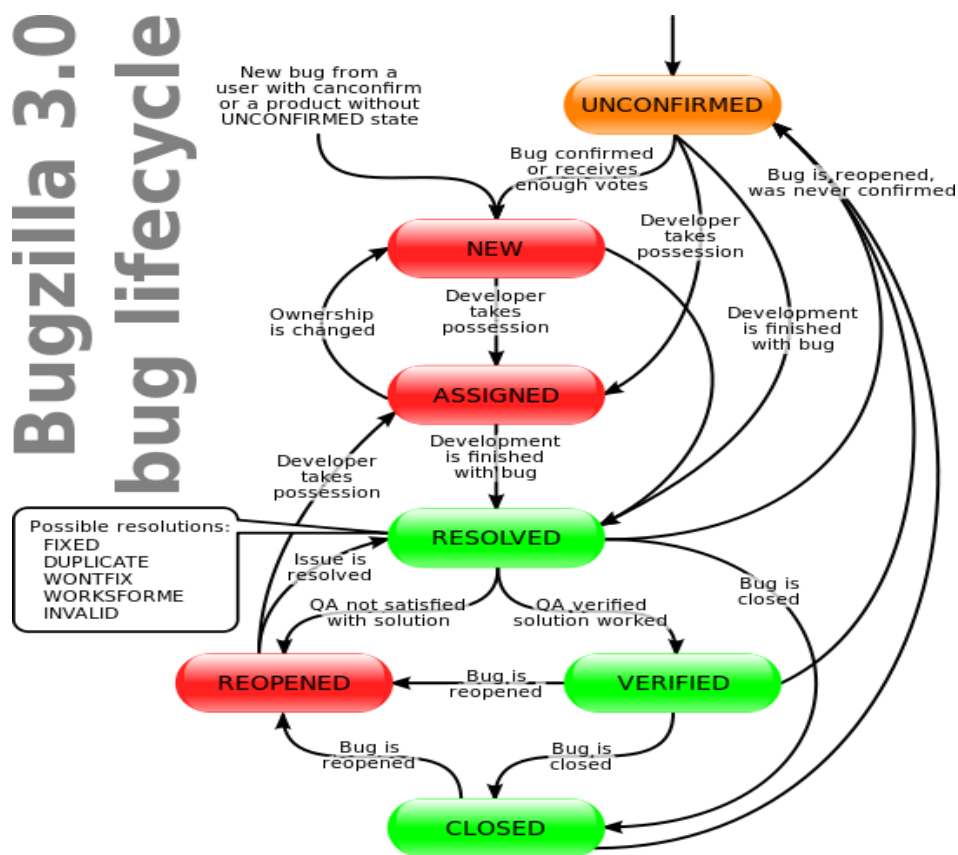 Bugzilla 3.0
bug lifecycle
New bug from a
user with canconfirm
or a product without
UNCONFIRMED state
UNCONFIRMED
Bug confirmed
or receives
enough votes
Bug is reopened,
was never confirmed
Developer
takes
possession
NEW
Ownership
is changed
Developer
takes
possession
Development
is finished
with bug
ASSIGNED
Developer
takes
possession
Development
is finished
with bug
Possible resolutions:
FIXED
DUPLICATE
WONTFIX
WORKSFORME
INVALID
RESOLVED
Issue is
resolved
Bug is
closed
QA not satisfied
with solution
QA verified
solution worked
REOPENED
Bug is
reopened
VERIFIED
Bug is
reopened
Bug is
closed
CLOSED